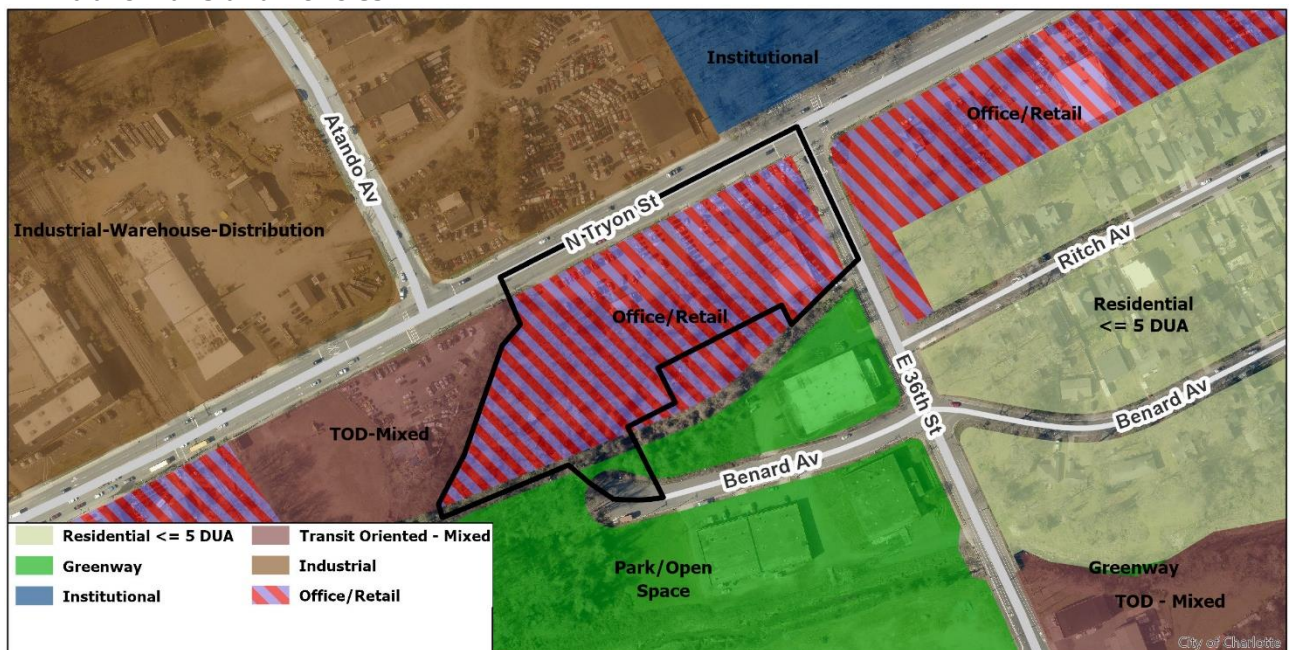 Institutional
Office/Retail
Atando Av
Industrial-Warehouse-Distribution
N Tryon St
Ritch Av
Residential
<= 5 DUA
Office/Retail
E 36th St
Benard Av
TOD-Mixed
Benard Av
Park/Open
Space
Greenway
TOD - Mixed
Residential <= 5 DUA
Transit Oriented - Mixed
Greenway
Industrial
Institutional
Office/Retail
City of Charlotte